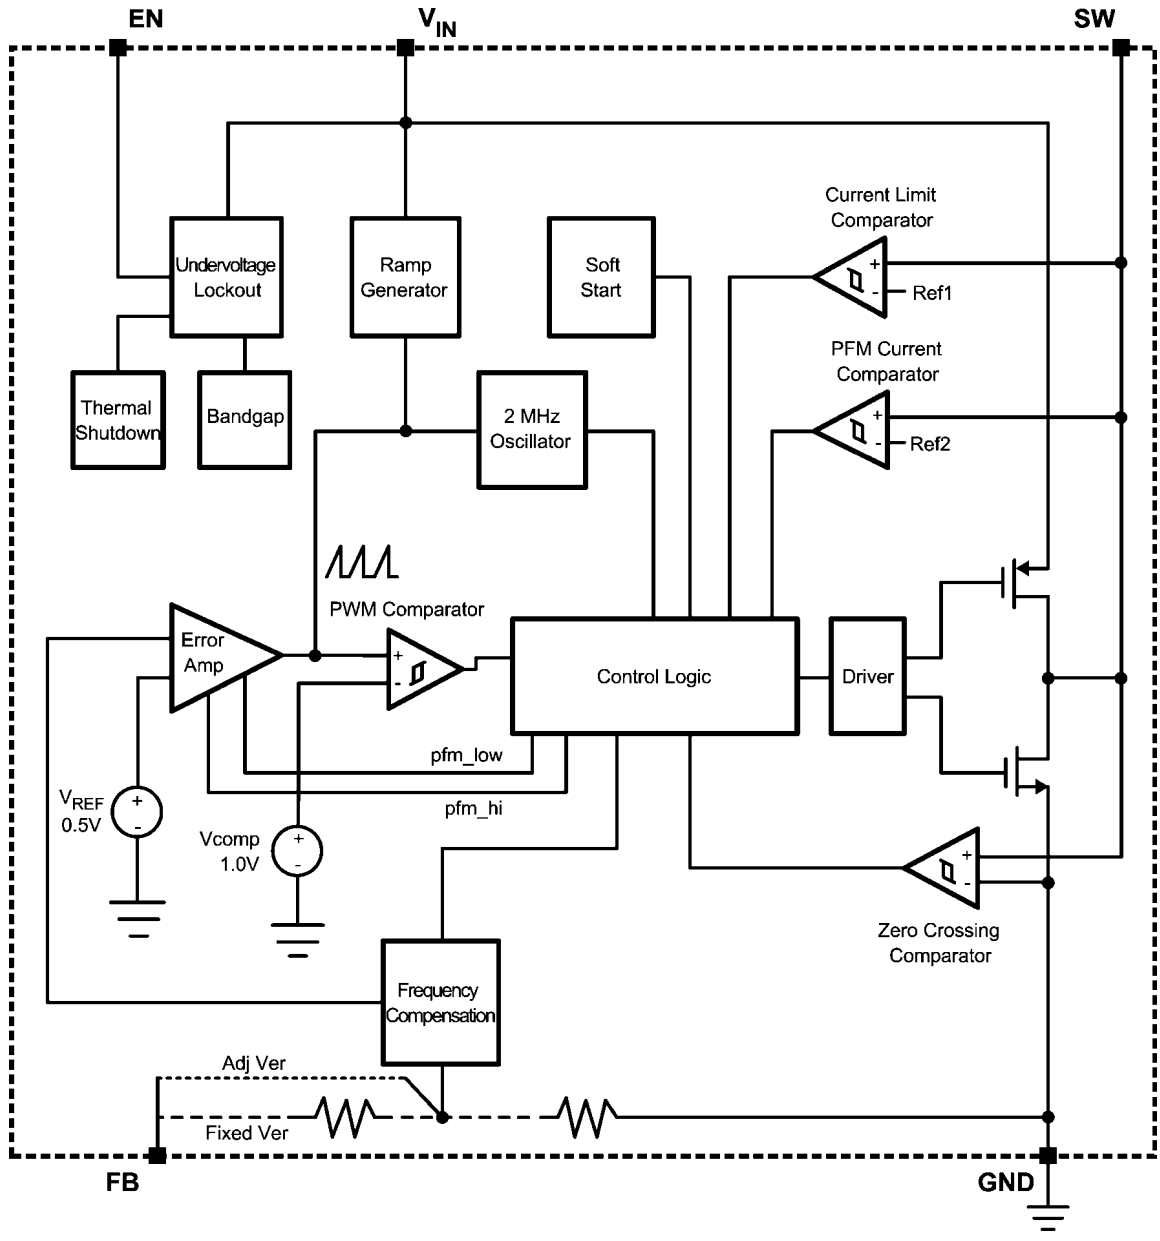 EN
VIN
SW
Current Limit
Comparator
+
-
Ref1
Undervoltage
Lockout
Ramp
Generator
Soft
Start
PFM Current
Comparator
+
-
Ref2
Thermal
Shutdown
Bandgap
2 MHz
Oscillator
PWM Comparator
Error
Amp
+
-
Control Logic
Driver
pfm_low
pfm_hi
VREF
0.5V
+
-
Vcomp
1.0V
+
-
+
-
Zero Crossing
Comparator
Frequency
Compensation
Adj Ver
Fixed Ver
FB
GND